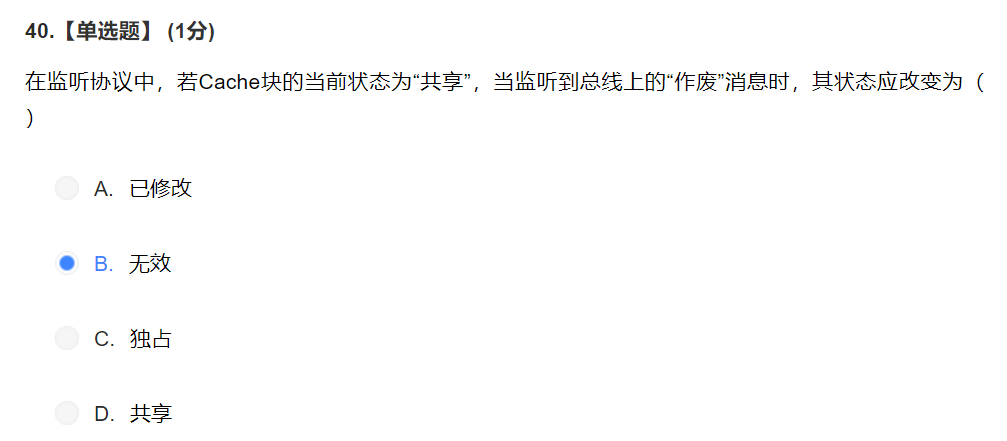 40.【单选题】 (1分)
在监听协议中，若Cache块的当前状态为“共享”，当监听到总线上的“作废”消息时，其状态应改变为（
）
A. 已修改
B. 无效
C. 独占
D. 共享